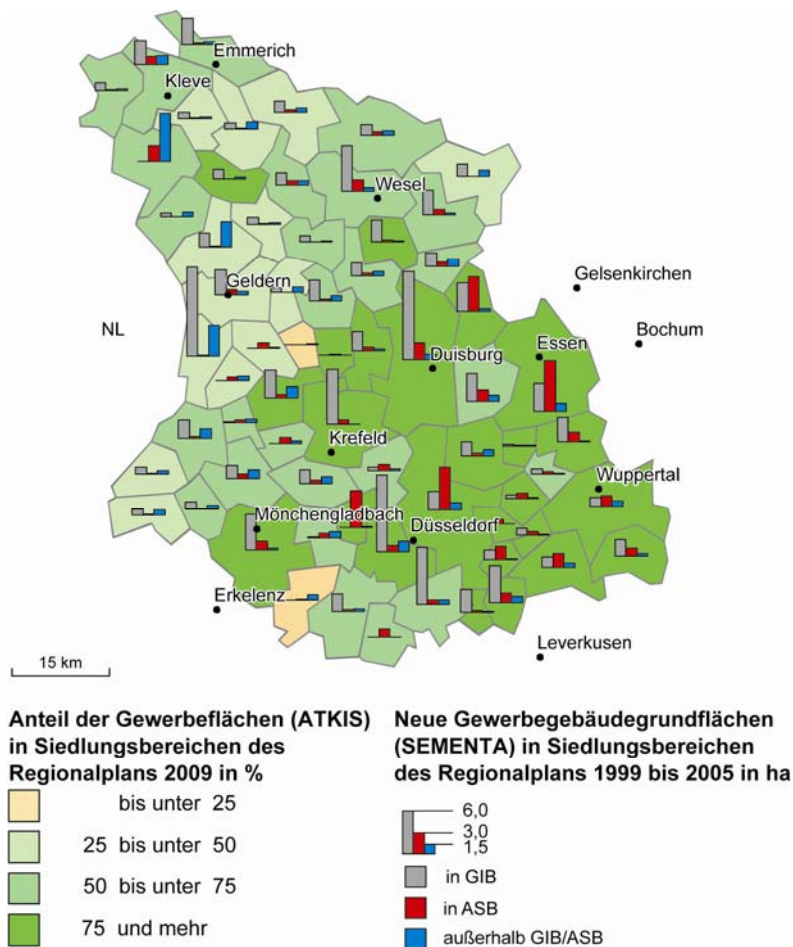 Emmerich
Kleve
Wesel
Geldern
Gelsenkirchen
NL
Bochum
Essen
Duisburg
Krefeld
Wuppertal
Mönchengladbach
Düsseldorf
Erkelenz
Leverkusen
15 km
Anteil der Gewerbeflächen (ATKIS)
in Siedlungsbereichen des
Regionalplans 2009 in %
bis unter 25
25 bis unter 50
50 bis unter 75
75 und mehr
Neue Gewerbegebäudegrundflächen
(SEMENTA) in Siedlungsbereichen
des Regionalplans 1999 bis 2005 in ha
6,0
3,0
1,5
in GIB
in ASB
außerhalb GIB/ASB